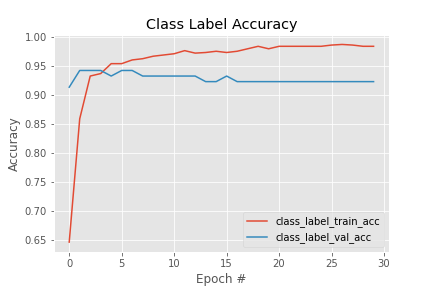 Class Label Accuracy
1.00
0.95
0.90
0.85
0.80
0.75
0.70
0.65
Accuracy
class_label_train_acc
class_label_val_acc
0 5 10 15 20 25 30
Epoch #